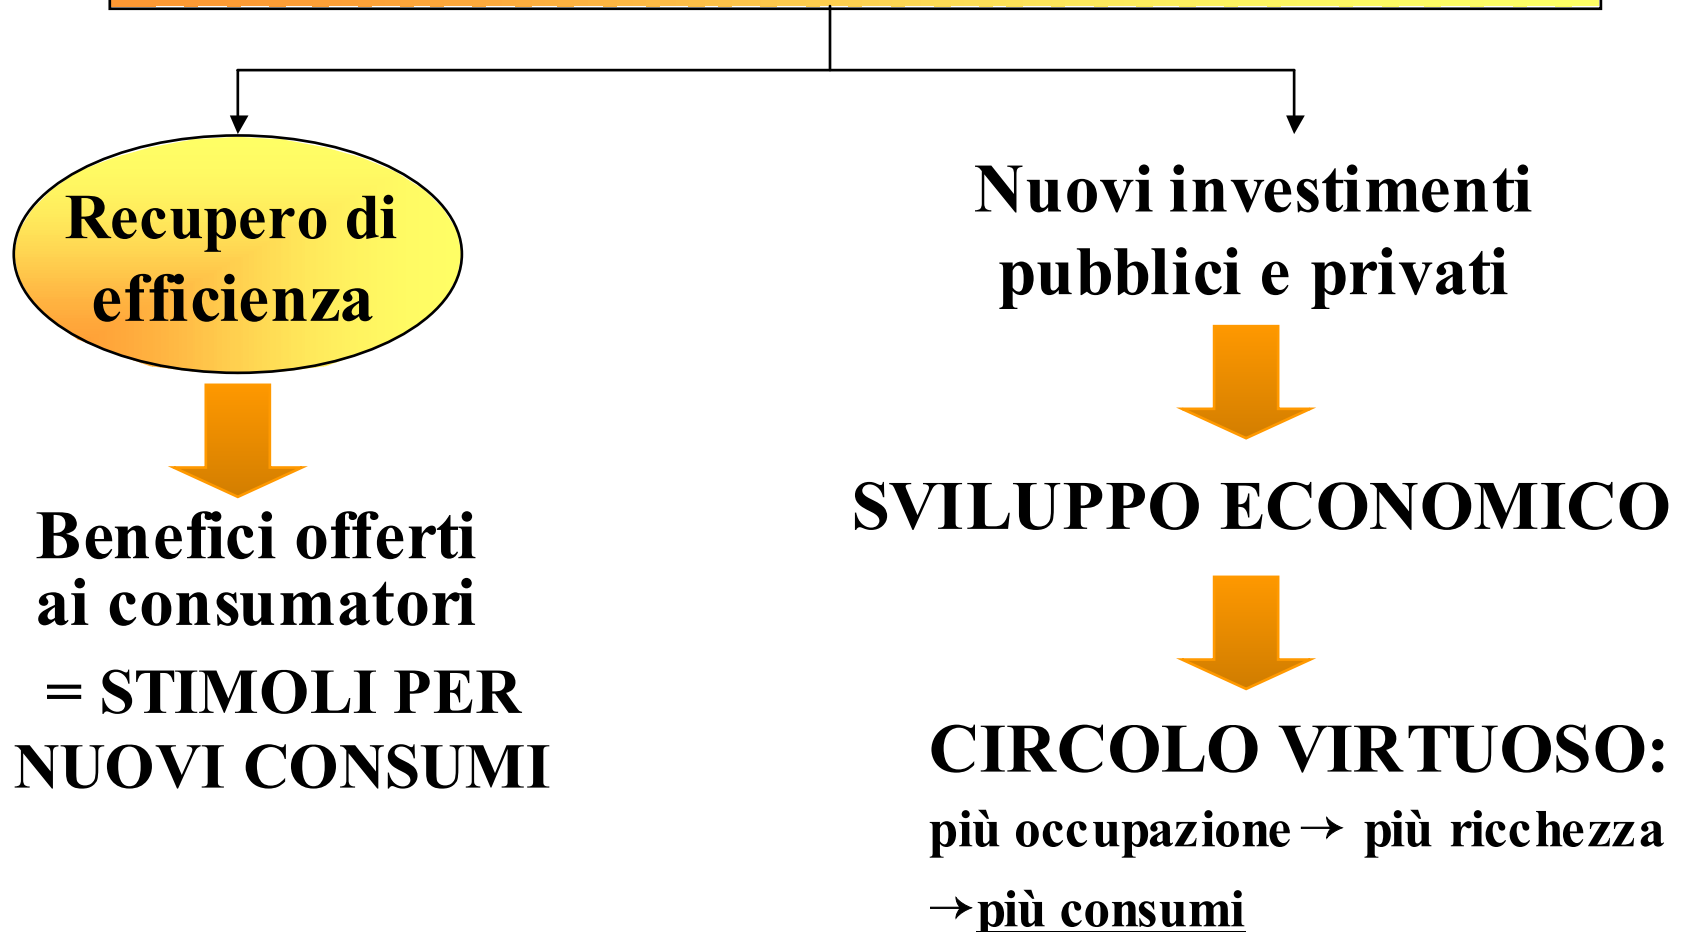 Recupero di
efficienza
Benefici offerti
ai consumatori
= STIMOLI PER
NUOVI CONSUMI
Nuovi investimenti
pubblici e privati
SVILUPPO ECONOMICO
CIRCOLO VIRTUOSO:
più occupazione → più ricchezza
→più consumi